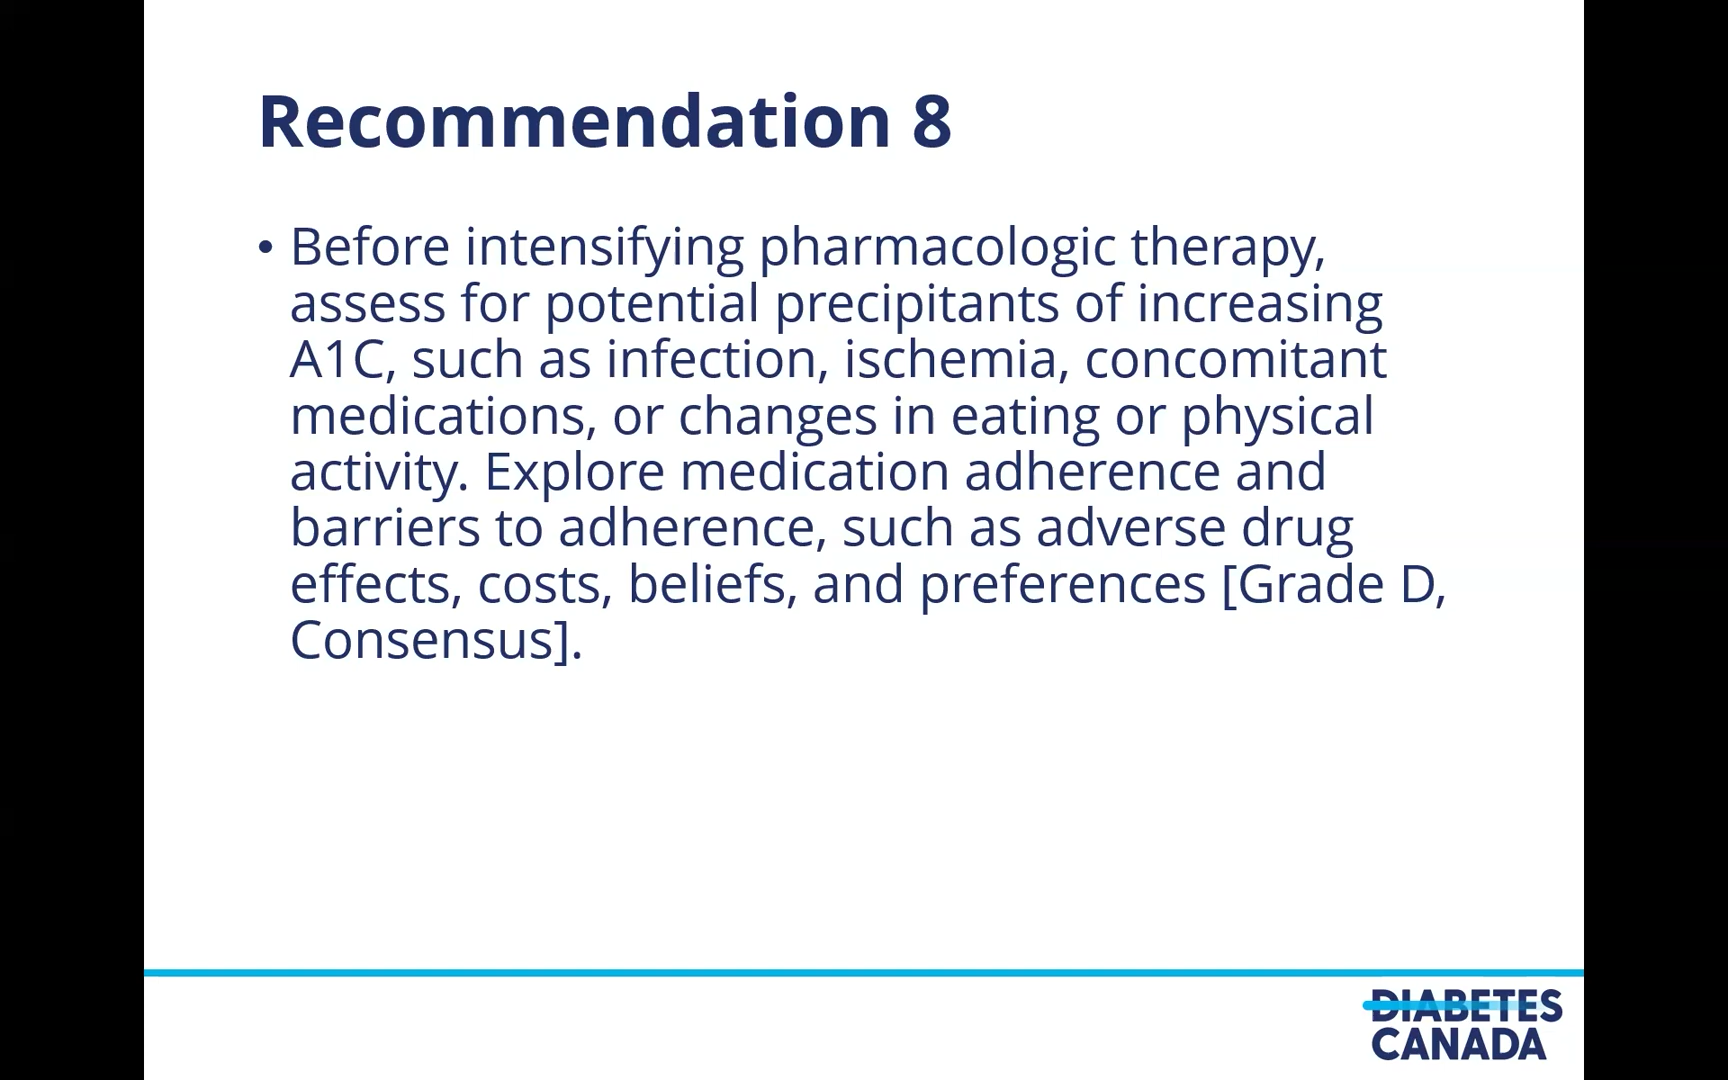 Recommendation 8
• Before intensifying pharmacologic therapy,
assess for potential precipitants of increasing
A1C, such as infection, ischemia, concomitant
medications, or changes in eating or physical
activity. Explore medication adherence and
barriers to adherence, such as adverse drug
effects, costs, beliefs, and preferences [Grade D,
Consensus].
DIABETES
CANADA